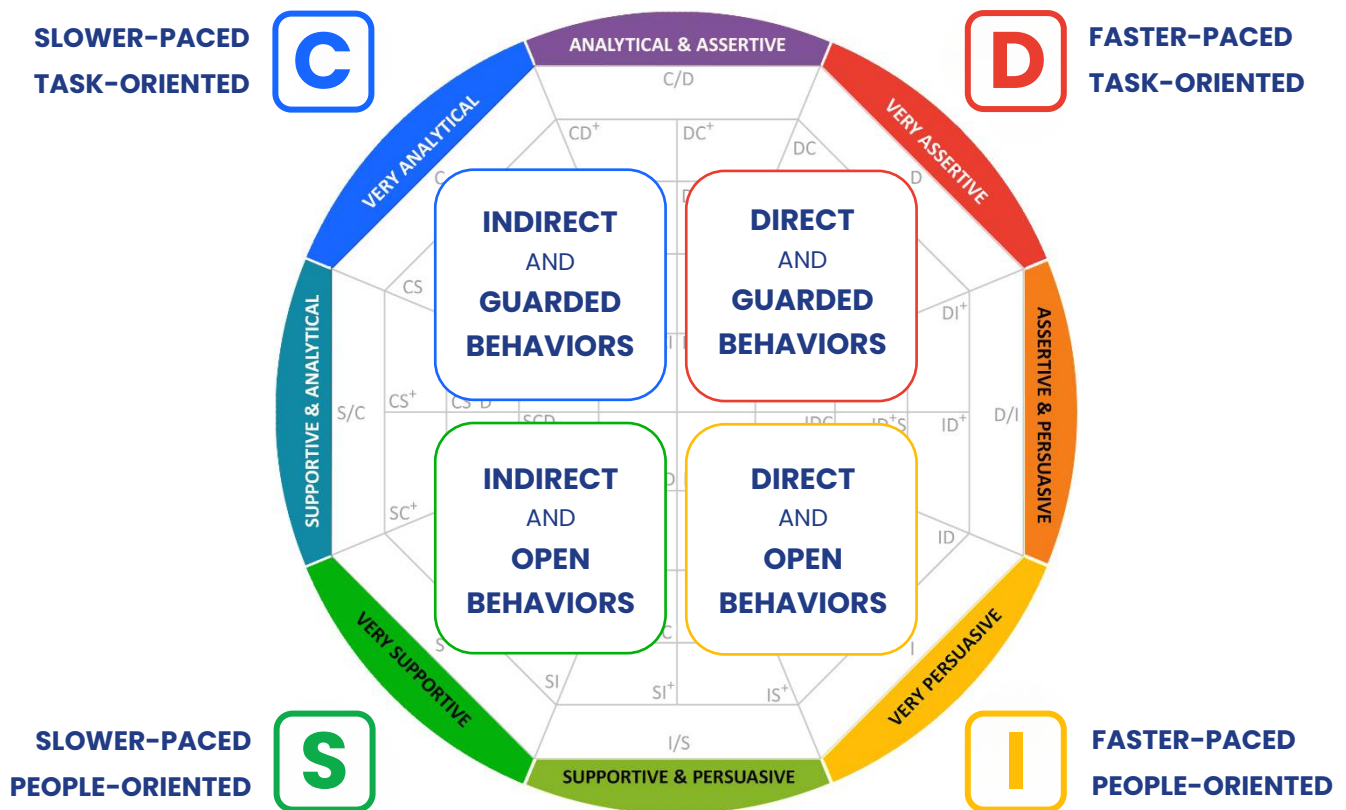 SLOWER-PACED
TASK-ORIENTED
C
ANALYTICAL & ASSERTIVE
D
FASTER-PACED
TASK-ORIENTED
VERY ANALYTICAL
VERY ASSERTIVE
C/D
CD+
DC+
DC
C
D
INDIRECT
AND
GUARDED
BEHAVIORS
DIRECT
AND
GUARDED
BEHAVIORS
CS
DI+
SUPPORTIVE & ANALYTICAL
ASSERTIVE & PERSUASIVE
S/C
CS+
ID+S
ID+
D/I
INDIRECT
AND
OPEN
BEHAVIORS
DIRECT
AND
OPEN
BEHAVIORS
SC+
ID
S
I
SI
SI+
IS+
VERY SUPPORTIVE
VERY PERSUASIVE
I/S
SUPPORTIVE & PERSUASIVE
SLOWER-PACED
PEOPLE-ORIENTED
S
I
FASTER-PACED
PEOPLE-ORIENTED